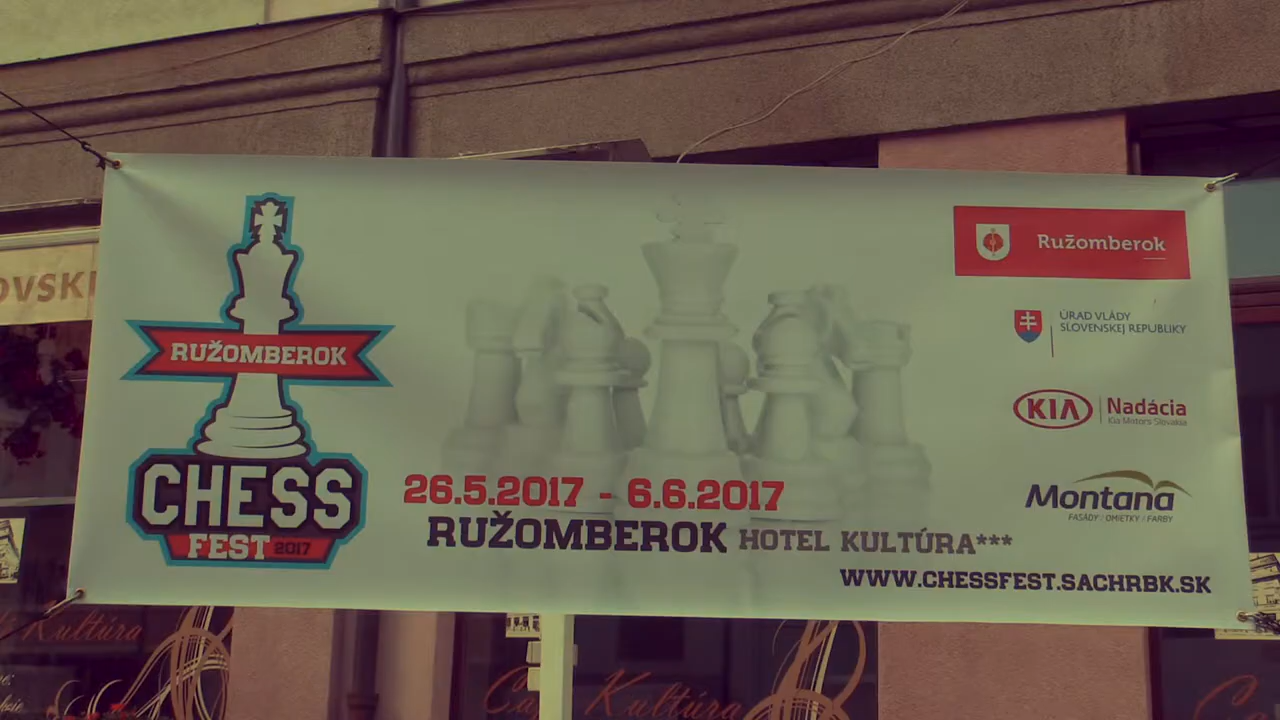 RUŽOMBEROK
CHESS
FEST 2017
26.5.2017 - 6.6.2017
RUŽOMBEROK HOTEL KULTÚRA***
WWW.CHESSFEST.SACHRBK.SK
Ružomberok
ÚRAD VLÁDY
SLOVENSKEJ REPUBLIKY
KIA Nadácia
Kia Motors Slovakia
Montana
FASÁDY / OMIETKY / FARBY
OVSKI
Kultúra
Kultúra